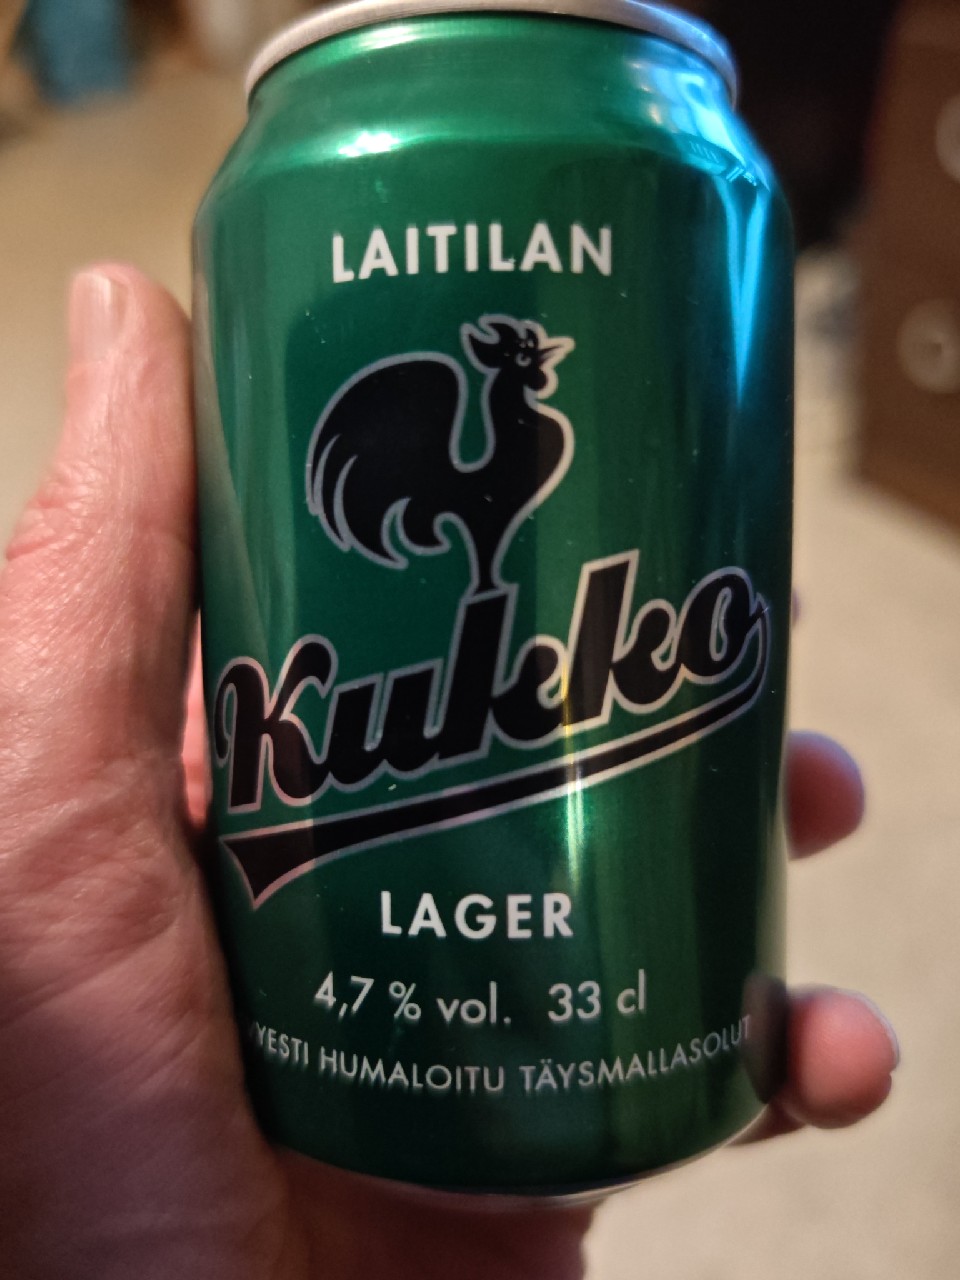 LAITILAN
Kukko
LAGER
4,7 % vol. 33 cl
HUMALOITU TÄYSMALLASOLUT